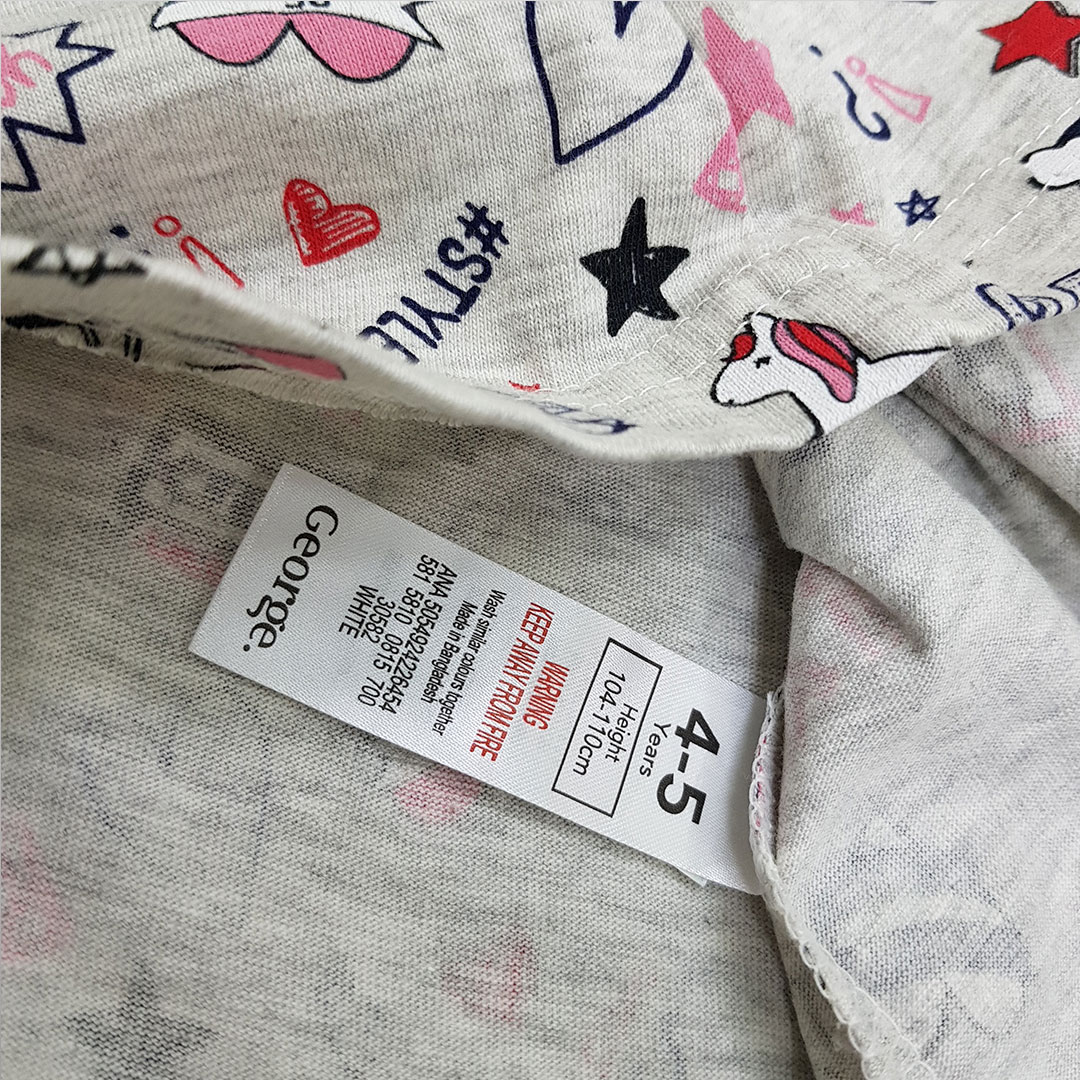 #STYLE
George.
4-5
Years
Height
104-110cm
WARNING
KEEP AWAY FROM FIRE
Wash similar colours together
Made in Bangladesh
ANA 5054924226454
581 5810 0815 700
30582
WHITE